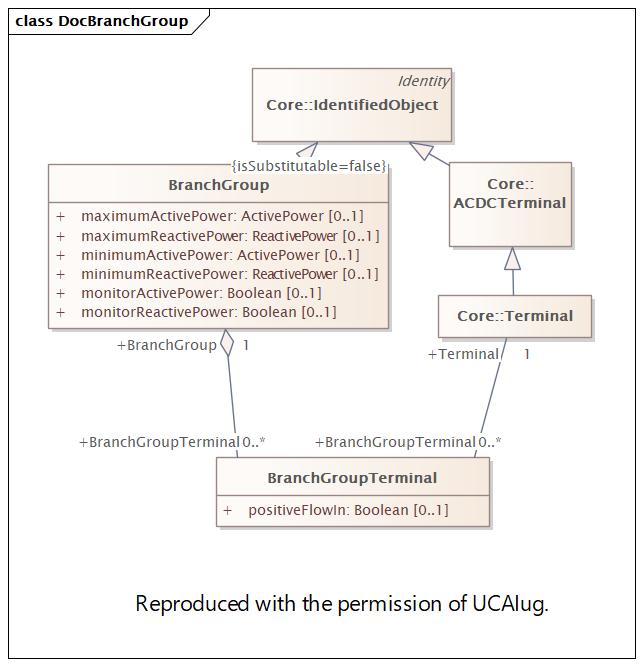 class DocBranchGroup
Identity
Core::IdentifiedObject
{isSubstitutable=false}
BranchGroup
+ maximumActivePower: ActivePower [0..1]
+ maximumReactivePower: ReactivePower [0..1]
+ minimumActivePower: ActivePower [0..1]
+ minimumReactivePower: ReactivePower [0..1]
+ monitorActivePower: Boolean [0..1]
+ monitorReactivePower: Boolean [0..1]
Core::
ACDCTerminal
Core::Terminal
+BranchGroup 1
+Terminal 1
+BranchGroupTerminal 0..*
+BranchGroupTerminal 0..*
BranchGroupTerminal
+ positiveFlowIn: Boolean [0..1]
Reproduced with the permission of UCAIug.